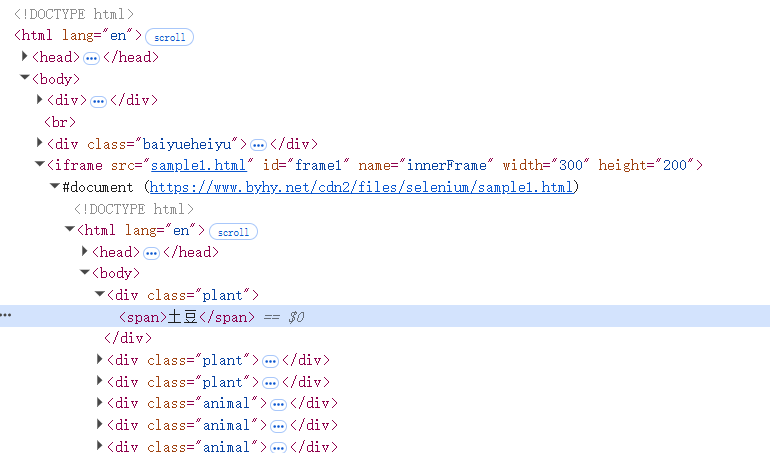 <!DOCTYPE html>
<html lang="en"> scroll
<head> ••• </head>
<body>
<div> ••• </div>
<br>
<div class="baiyueheiyu"> ••• </div>
<iframe src="sample1.html" id="frame1" name="innerFrame" width="300" height="200">
#document (https://www.byhy.net/cdn2/files/selenium/sample1.html)
<!DOCTYPE html>
<html lang="en"> scroll
<head> ••• </head>
<body>
<div class="plant">
••• <span>土豆</span> == $0
</div>
<div class="plant"> ••• </div>
<div class="plant"> ••• </div>
<div class="animal"> ••• </div>
<div class="animal"> ••• </div>
<div class="animal"> ••• </div>